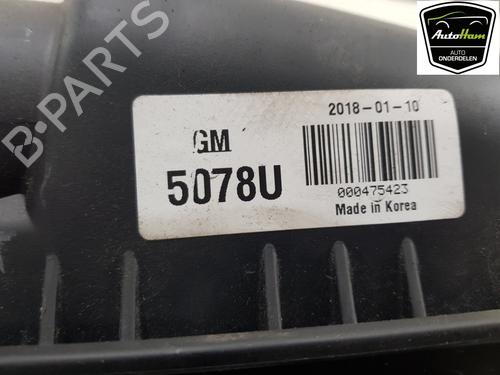 AutoHam
AUTO
ONDERDELEN
B-PARTS
2018-01-10
GM
5078U
000475423
Made in Korea